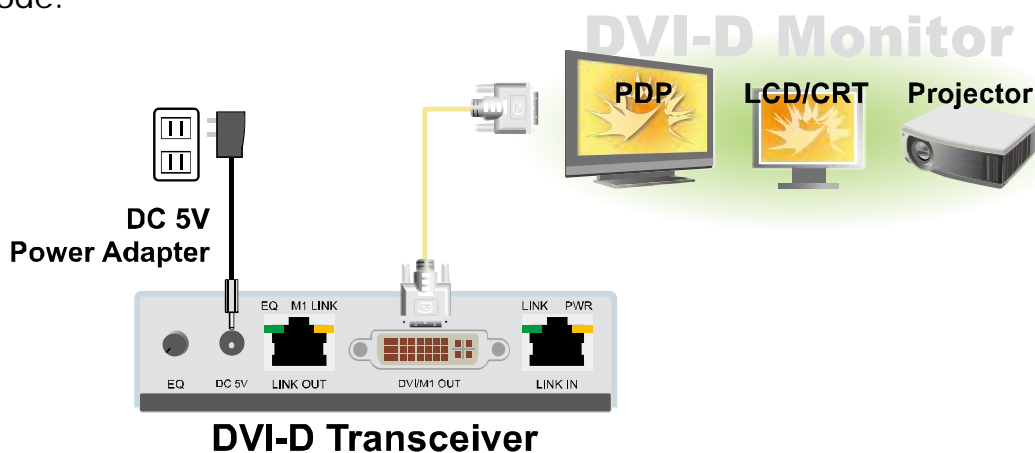 ode.
DVI-D Monitor
PDP
LCD/CRT
Projector
DC 5V
Power Adapter
EQ M1 LINK
LINK PWR
EQ
DC 5V
LINK OUT
DVI/M1 OUT
LINK IN
DVI-D Transceiver